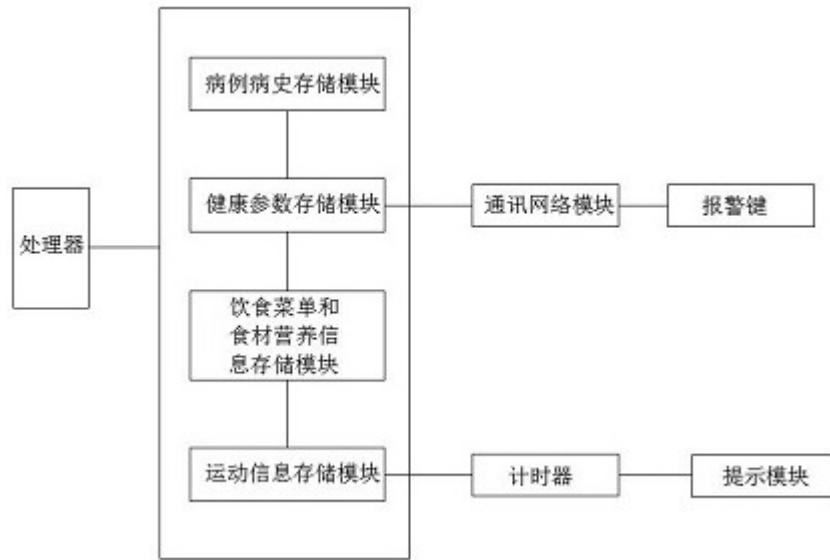 病例病史存储模块
健康参数存储模块
通讯网络模块
报警键
处理器
饮食菜单和
食材营养信
息存储模块
运动信息存储模块
计时器
提示模块